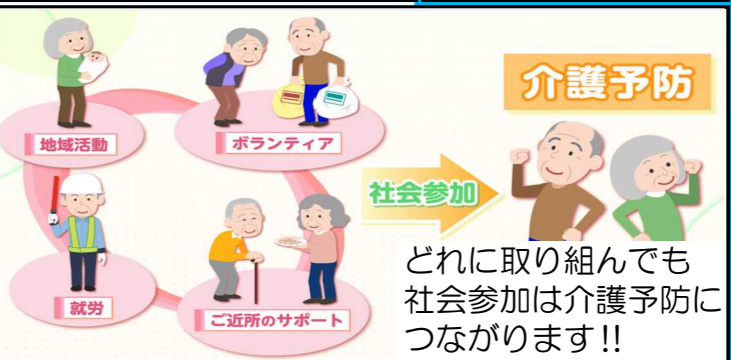 地域活動
ボランティア
就労
ご近所のサポート
社会参加
介護予防
どれに取り組んでも
社会参加は介護予防に
つながります!!